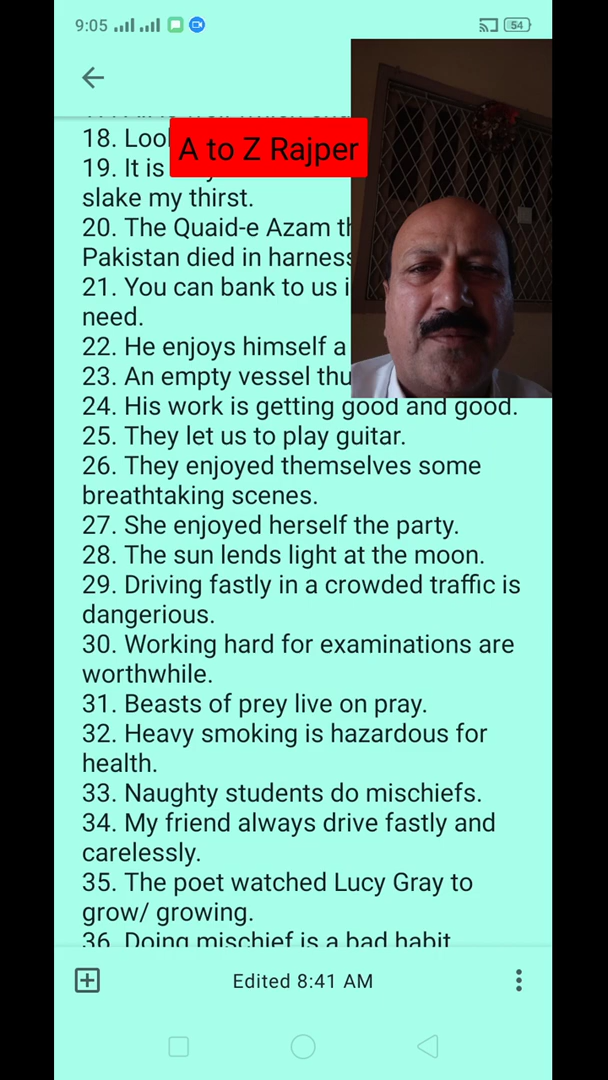 9:05
54
18. Loo
A to Z Rajper
19. It is
slake my thirst.
20. The Quaid-e Azam th
Pakistan died in harness
21. You can bank to us i
need.
22. He enjoys himself a
23. An empty vessel thu
24. His work is getting good and good.
25. They let us to play guitar.
26. They enjoyed themselves some
breathtaking scenes.
27. She enjoyed herself the party.
28. The sun lends light at the moon.
29. Driving fastly in a crowded traffic is
dangerious.
30. Working hard for examinations are
worthwhile.
31. Beasts of prey live on pray.
32. Heavy smoking is hazardous for
health.
33. Naughty students do mischiefs.
34. My friend always drive fastly and
carelessly.
35. The poet watched Lucy Gray to
grow/ growing.
36. Doing mischief is a bad habit
Edited 8:41 AM